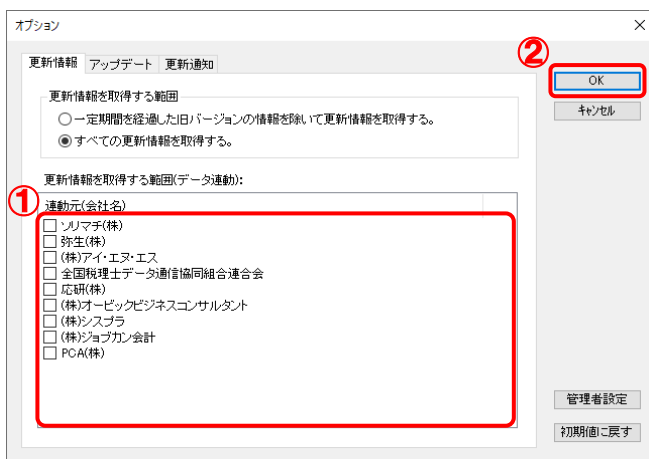 オプション
更新情報 アップデート 更新通知
②
OK
キャンセル
更新情報を取得する範囲
一定期間を経過した旧バージョンの情報を除いて更新情報を取得する。
すべての更新情報を取得する。
更新情報を取得する範囲(データ連動):
①
連動元(会社名)
ソリマチ(株)
弥生(株)
(株)アイ・エヌ・エス
全国税理士データ通信協同組合連合会
応研(株)
(株)オービックビジネスコンサルタント
(株)シスプラ
(株)ジョブカン会計
PCA(株)
管理者設定
初期値に戻す